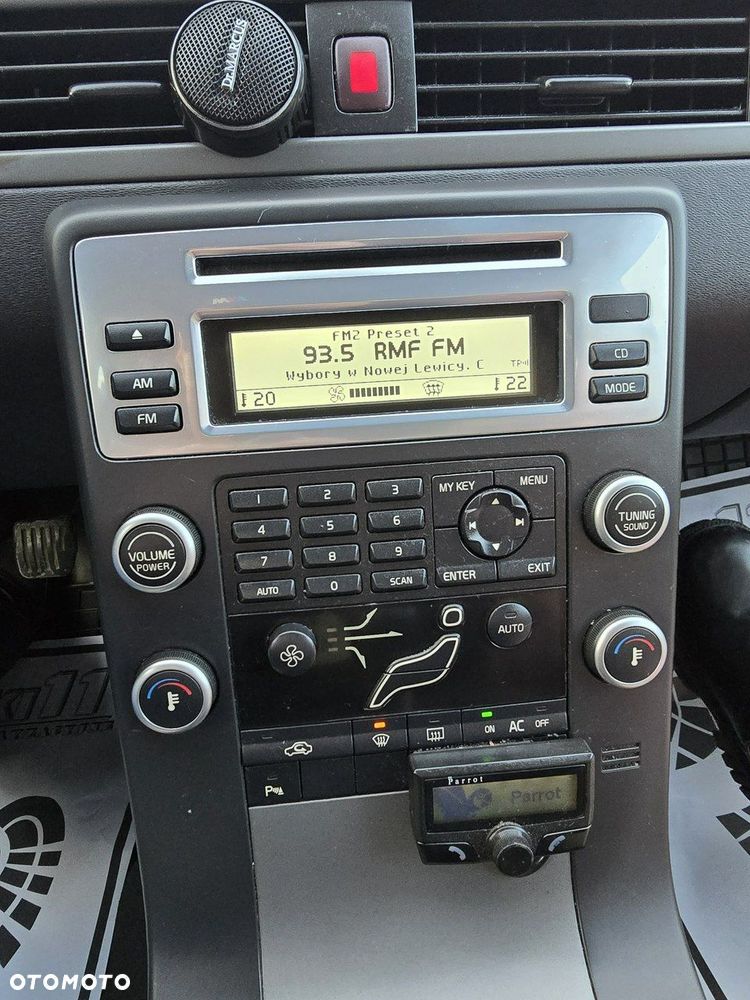 Dr.MARCUS
FM2 Preset 2
93.5 RMF FM
Wybory w Nowej Lewicy. C
TP
20
22
AM
FM
CD
MODE
1
2
3
4
5
6
7
8
9
AUTO
0
SCAN
MY KEY
MENU
ENTER
EXIT
VOLUME
POWER
TUNING
SOUND
AUTO
ON AC OFF
P
Parrot
Parrot
OTOMOTO